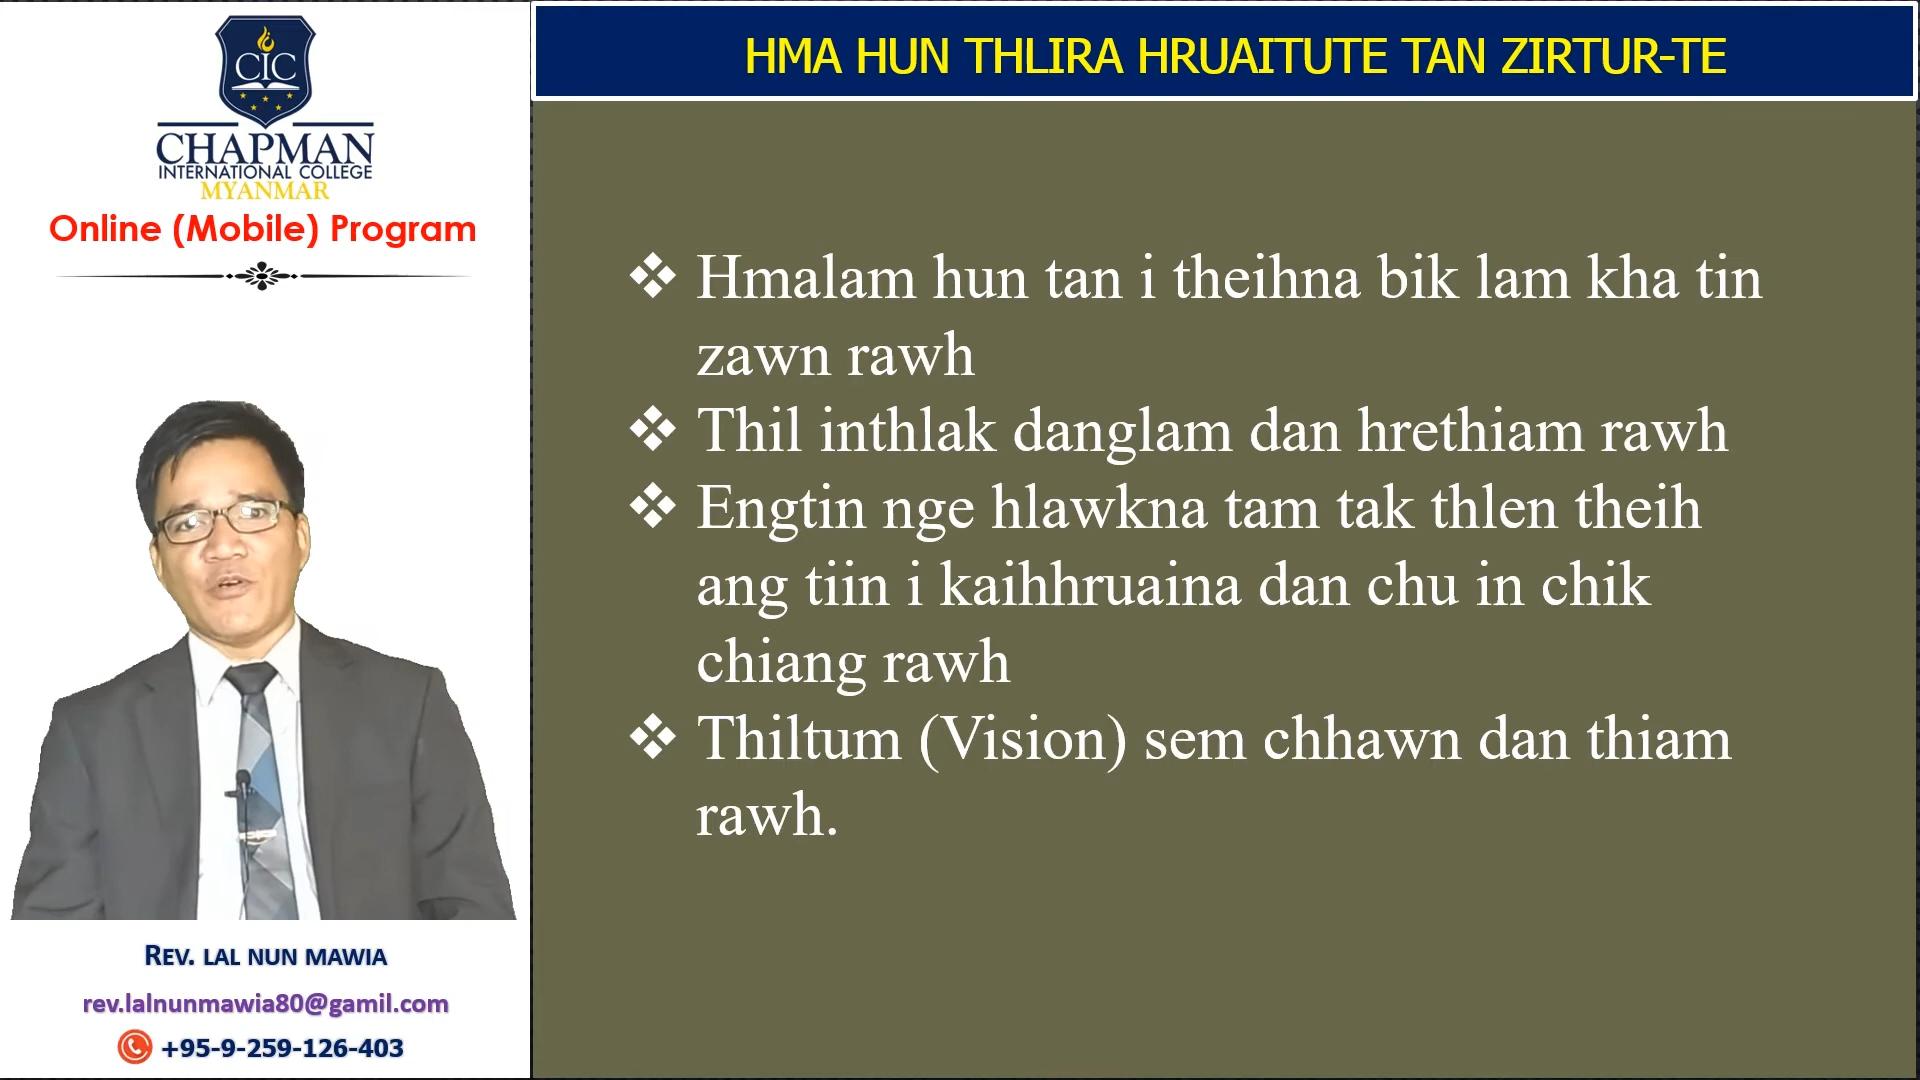 CIC
CHAPMAN
INTERNATIONAL COLLEGE
MYANMAR
Online (Mobile) Program
REV. LAL NUN MAWIA
rev.lalnunmawia80@gamil.com
+95-9-259-126-403
HMA HUN THLIRA HRUAITUTE TAN ZIRTUR-TE
❖ Hmalam hun tan i theihna bik lam kha tin
zawn rawh
❖ Thil inthlak danglam dan hrethiam rawh
❖ Engtin nge hlawkna tam tak thlen theih
ang tiin i kaihhruaina dan chu in chik
chiang rawh
❖ Thiltum (Vision) sem chhawn dan thiam
rawh.